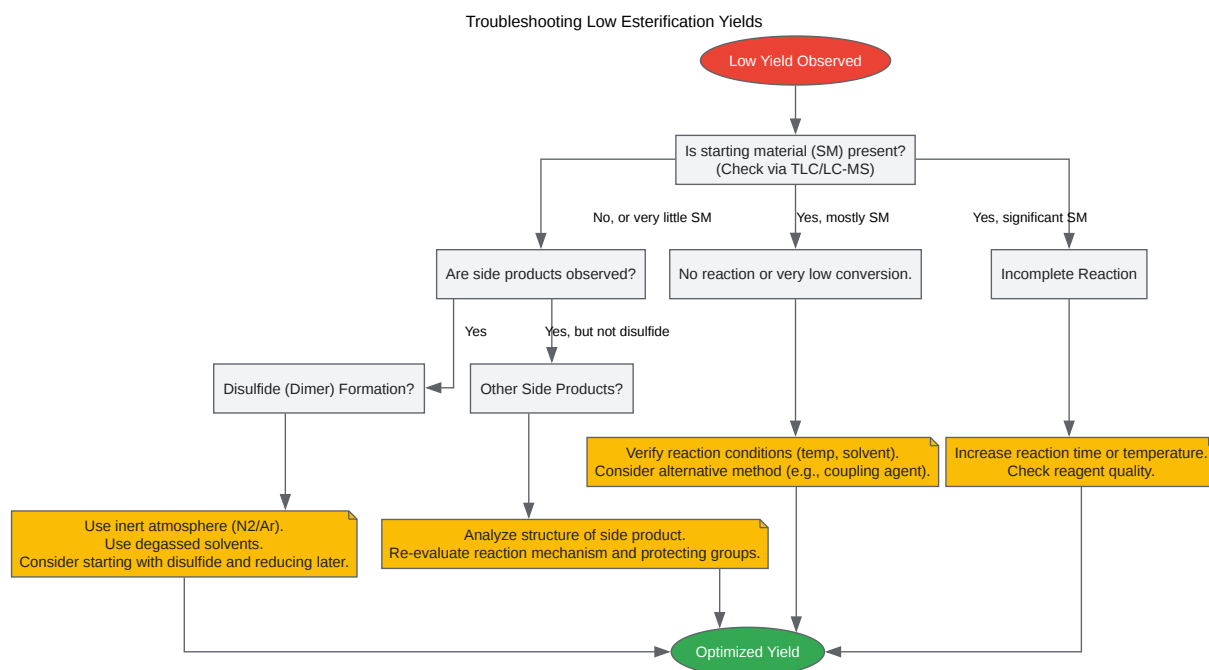 Troubleshooting Low Esterification Yields
Low Yield Observed
Is starting material (SM) present?
(Check via TLC/LC-MS)
No, or very little SM
Yes, mostly SM
Yes, significant SM
Are side products observed?
No reaction or very low conversion.
Incomplete Reaction
Yes
Yes, but not disulfide
Disulfide (Dimer) Formation?
Other Side Products?
Verify reaction conditions (temp, solvent).
Consider alternative method (e.g., coupling agent).
Increase reaction time or temperature.
Check reagent quality.
Use inert atmosphere (N2/Ar).
Use degassed solvents.
Consider starting with disulfide and reducing later.
Analyze structure of side product.
Re-evaluate reaction mechanism and protecting groups.
Optimized Yield